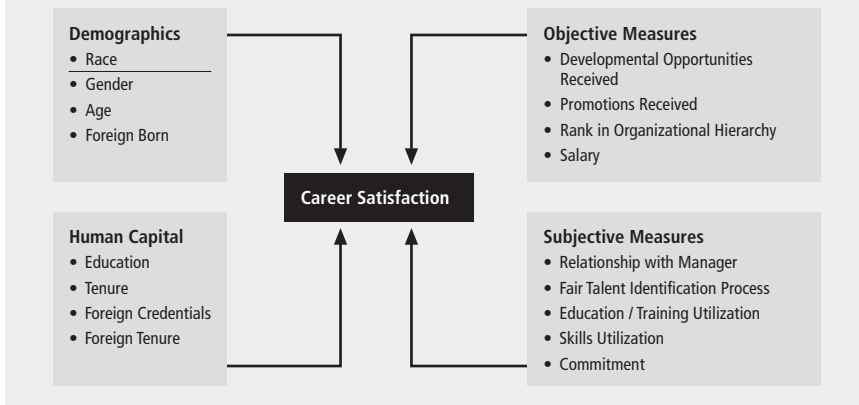 Demographics
• Race
• Gender
• Age
• Foreign Born
Objective Measures
• Developmental Opportunities
Received
• Promotions Received
• Rank in Organizational Hierarchy
• Salary
Career Satisfaction
Human Capital
• Education
• Tenure
• Foreign Credentials
• Foreign Tenure
Subjective Measures
• Relationship with Manager
• Fair Talent Identification Process
• Education / Training Utilization
• Skills Utilization
• Commitment